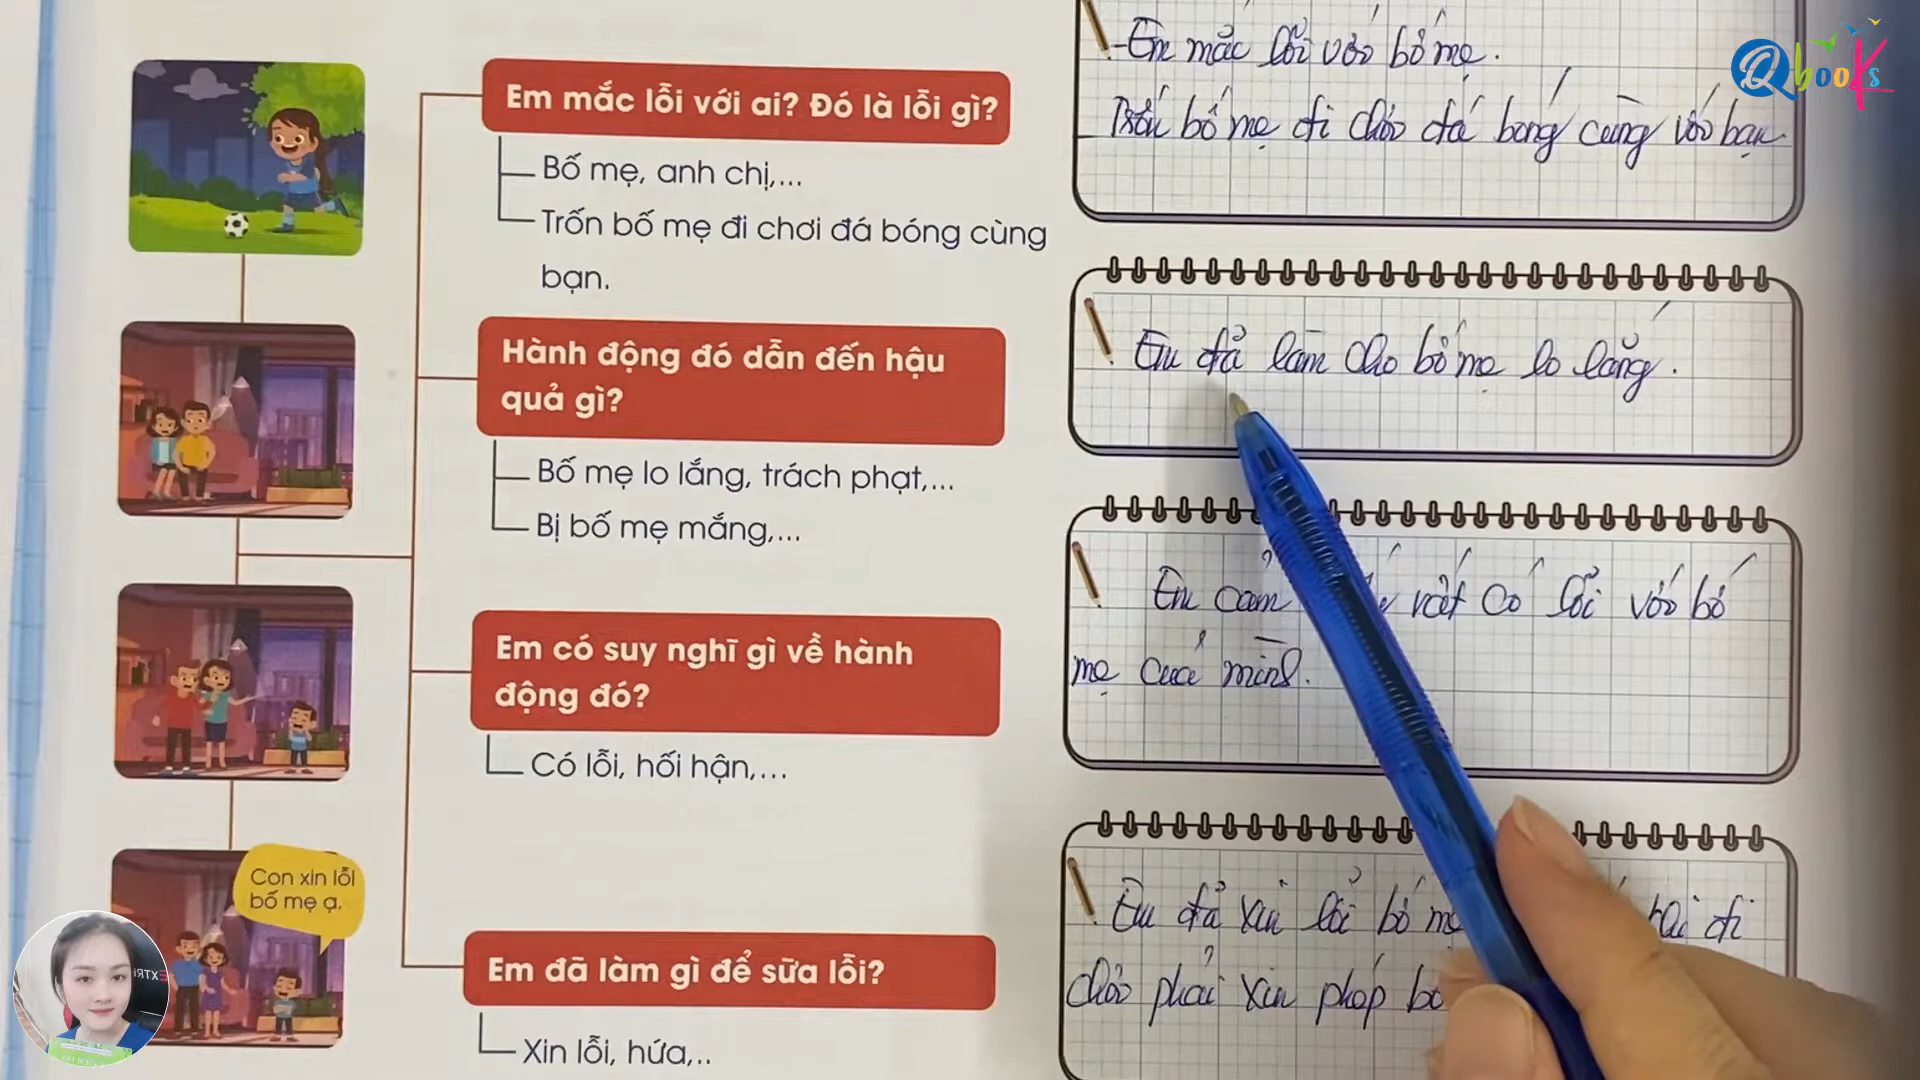 Em mắc lỗi với ai? Đó là lỗi gì?
Bố mẹ, anh chị,...
Trốn bố mẹ đi chơi đá bóng cùng
bạn.
Hành động đó dẫn đến hậu
quả gì?
Bố mẹ lo lắng, trách phạt,...
Bị bố mẹ mắng,...
Em có suy nghĩ gì về hành
động đó?
Có lỗi, hối hận,...
Con xin lỗi
bố mẹ ạ.
Em đã làm gì để sữa lỗi?
Xin lỗi, hứa,..
- Em mắc lỗi với bố mẹ.
- Trốn bố mẹ đi chơi đá bóng cùng với bạn
Em đã làm cho bố mẹ lo lắng.
Em cảm rất có lỗi với bố
mẹ của mình.
Em đã xin lỗi bố mẹ đi
chơi phải xin phép bố
Qbooks